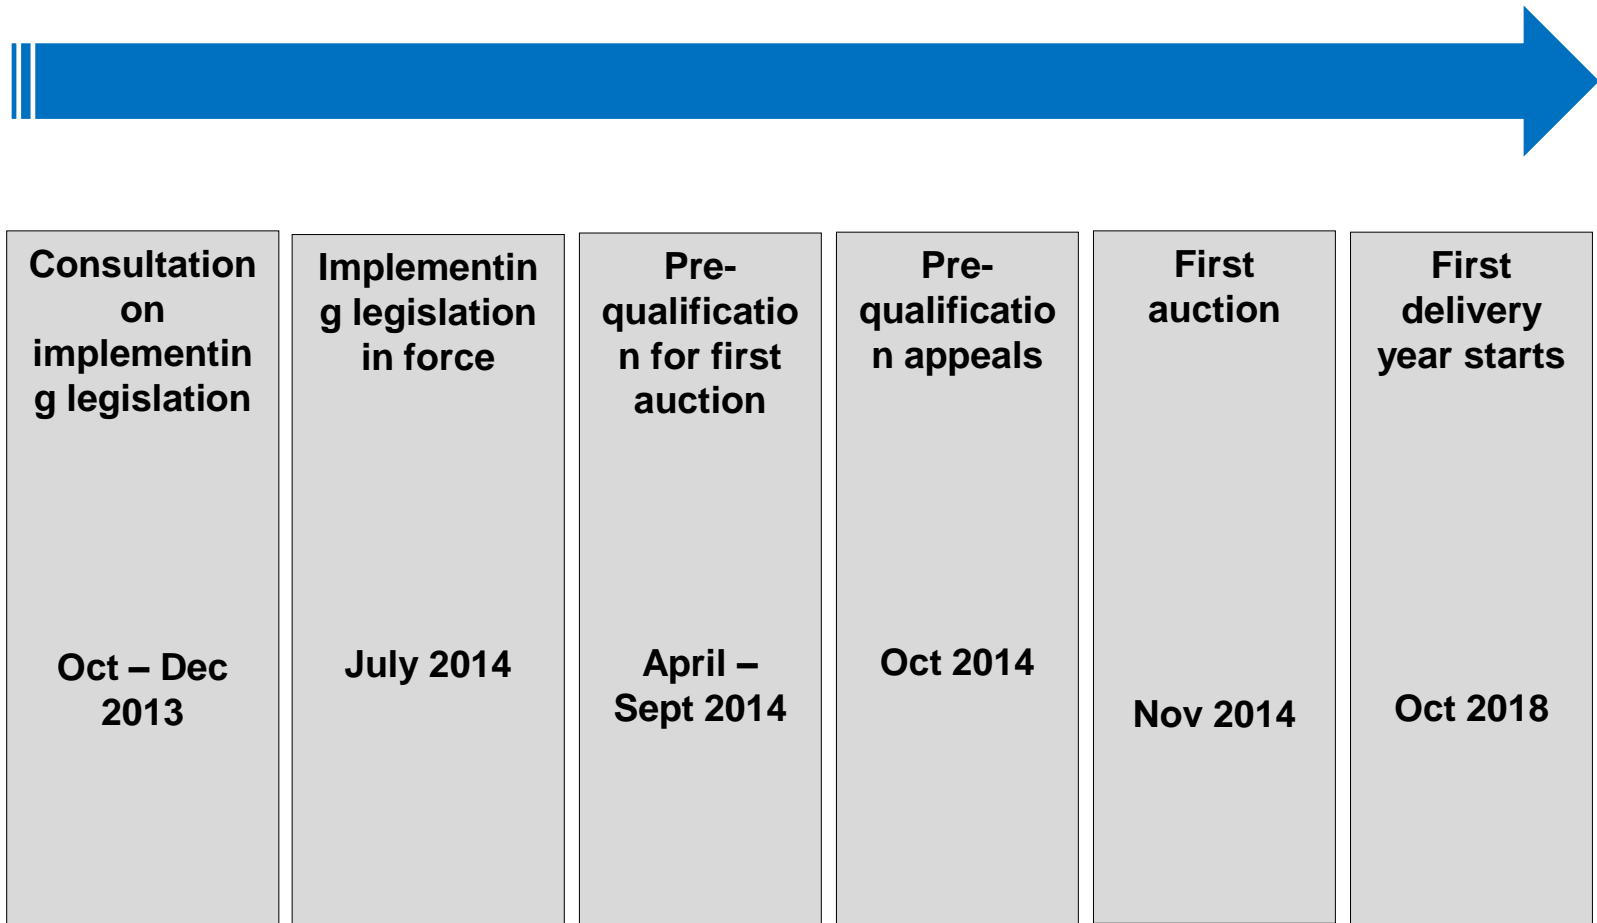 Consultation
on
implementin
g legislation
Oct – Dec
2013
Implementin
g legislation
in force
July 2014
Pre-
qualificatio
n for first
auction
April –
Sept 2014
Pre-
qualificatio
n appeals
Oct 2014
First
auction
Nov 2014
First
delivery
year starts
Oct 2018